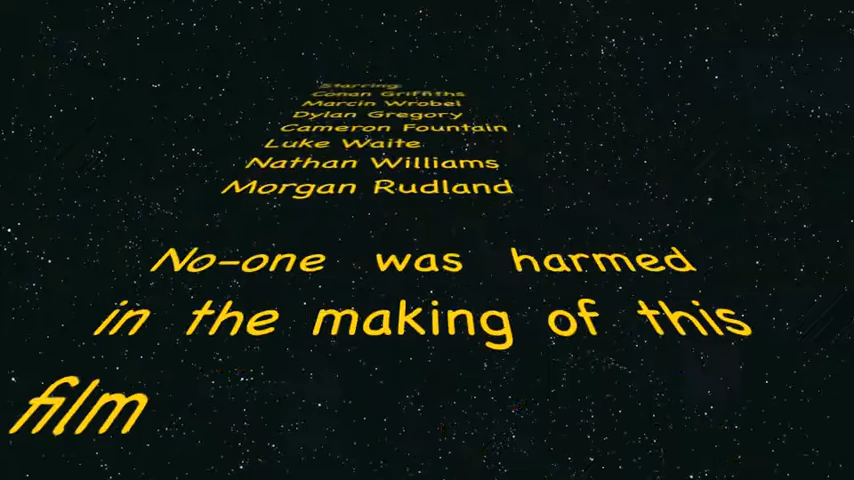 Starring:
Conan Griffiths
Marcin Wrobel
Dylan Gregory
Cameron Fountain
Luke Waite
Nathan Williams
Morgan Rudland
No-one was harmed
in the making of this
film